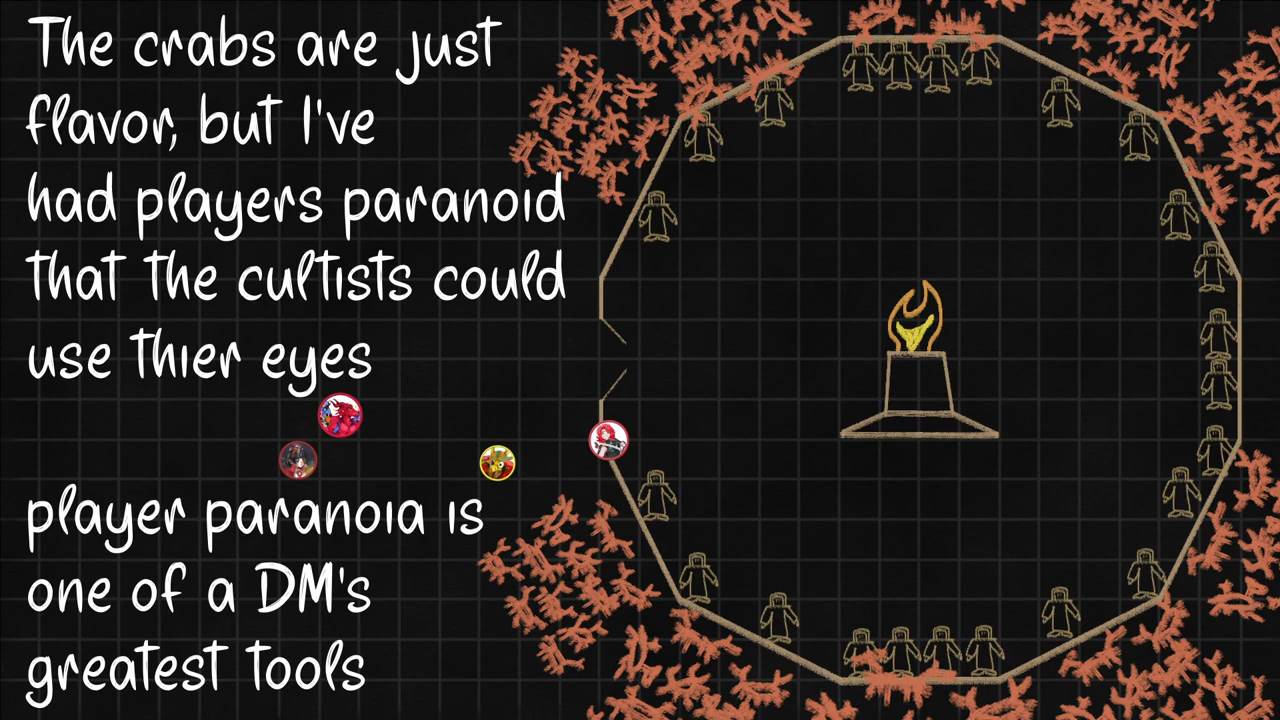 The crabs are just
flavor, but I've
had players paranoid
that the cultists could
use thier eyes
player paranoia is
one of a DM's
greatest tools